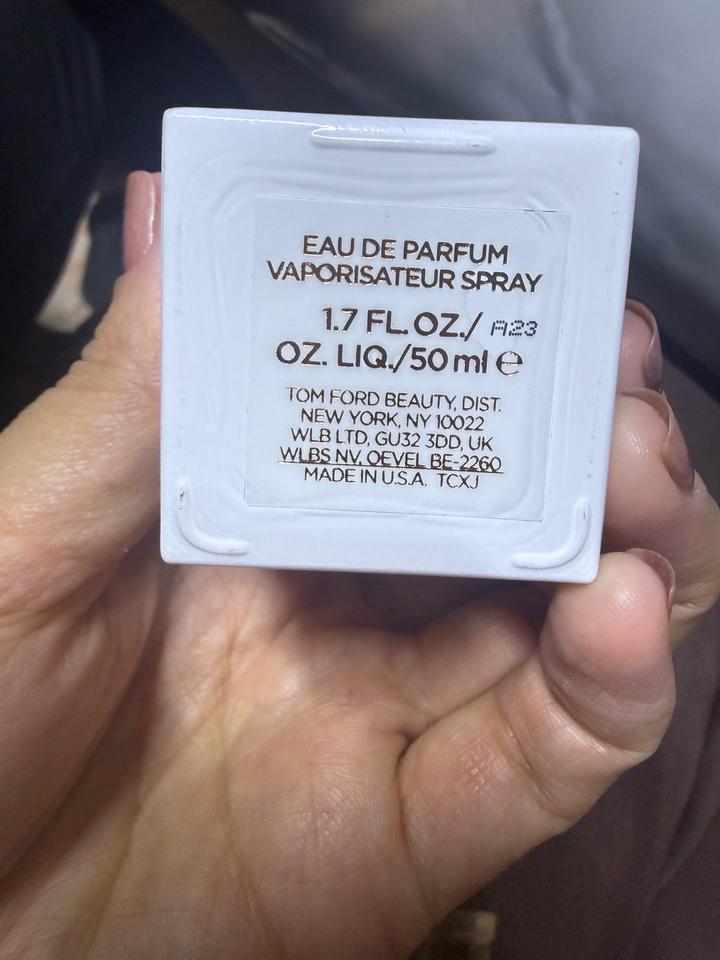 EAU DE PARFUM
VAPORISATEUR SPRAY
1.7 FL. OZ./ A23
OZ. LIQ./50 ml e
TOM FORD BEAUTY, DIST.
NEW YORK, NY 10022
WLB LTD, GU32 3DD, UK
WLBS NV, OEVEL BE-2260
MADE IN U.S.A. TCXJ